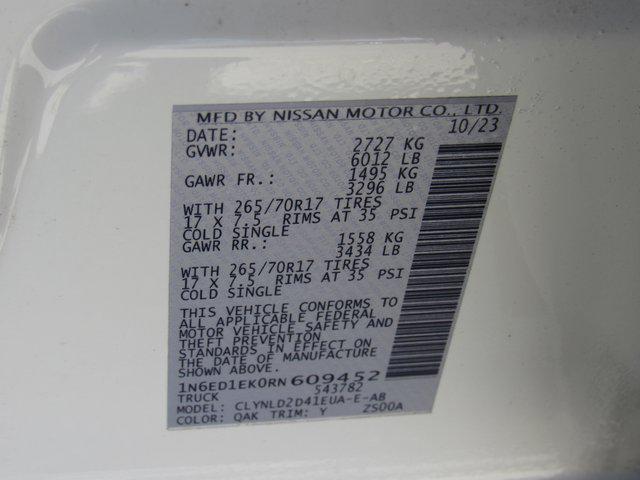 MFD BY NISSAN MOTOR CO., LTD.
DATE: 10/23
GVWR: 2727 KG
6012 LB
GAWR FR.: 1495 KG
3296 LB
WITH 265/70R17 TIRES
17 X 7.5 RIMS AT 35 PSI
COLD SINGLE
GAWR RR.: 1558 KG
3434 LB
WITH 265/70R17 TIRES
17 X 7.5 RIMS AT 35 PSI
COLD SINGLE
THIS VEHICLE CONFORMS TO
ALL APPLICABLE FEDERAL
MOTOR VEHICLE SAFETY AND
THEFT PREVENTION
STANDARDS IN EFFECT ON
THE DATE OF MANUFACTURE
SHOWN ABOVE.
1N6ED1EK0RN609452
TRUCK 543782
MODEL: CLYNLD2D41EUA-E-AB
COLOR: QAK TRIM: Y ZS00A